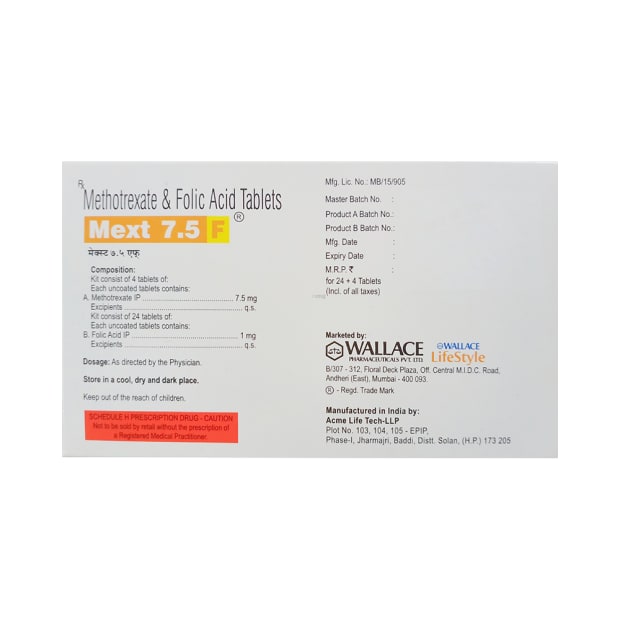 Rx
Methotrexate & Folic Acid Tablets
Mext 7.5 F ®
मेक्स्ट ७.५ एफ्
Composition:
Kit consist of 4 tablets of:
Each uncoated tablets contains:
A. Methotrexate IP .............................. 7.5 mg
Excipients ........................................ q.s.
Kit consist of 24 tablets of:
Each uncoated tablets contains:
B. Folic Acid IP .................................... 1 mg
Excipients ........................................ q.s.
Dosage: As directed by the Physician.
Store in a cool, dry and dark place.
Keep out of the reach of children.
SCHEDULE H PRESCRIPTION DRUG - CAUTION
Not to be sold by retail without the prescription of
a Registered Medical Practitioner.
Mfg. Lic. No.: MB/15/905
Master Batch No. :
Product A Batch No.:
Product B Batch No.:
Mfg. Date :
Expiry Date :
M.R.P. ₹ :
for 24 + 4 Tablets
(Incl. of all taxes)
Marketed by:
WALLACE
PHARMACEUTICALS PVT. LTD.
WALLACE
LifeStyle
B/307 - 312, Floral Deck Plaza, Off. Central M.I.D.C. Road,
Andheri (East), Mumbai - 400 093.
® - Regd. Trade Mark
Manufactured in India by:
Acme Life Tech-LLP
Plot No. 103, 104, 105 - EPIP,
Phase-I, Jharmajri, Baddi, Distt. Solan, (H.P.) 173 205